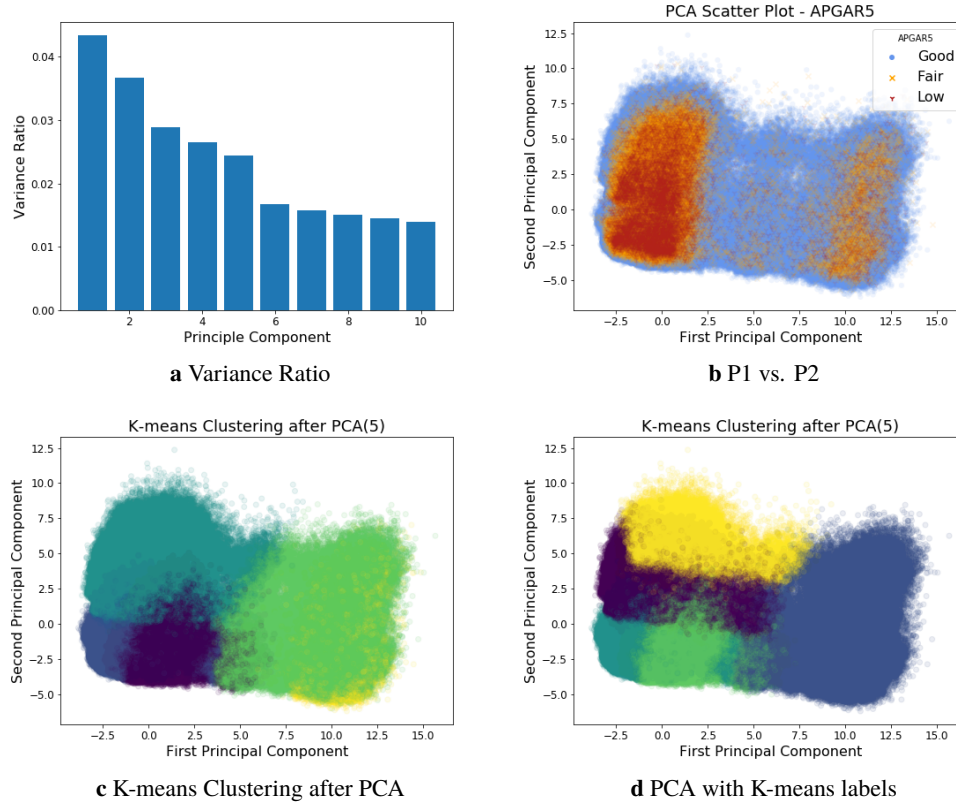 0.04
0.03
0.02
0.01
0.00
Variance Ratio
2 4 6 8 10
Principle Component
a Variance Ratio
PCA Scatter Plot - APGAR5
12.5
10.0
7.5
5.0
2.5
0.0
−2.5
−5.0
Second Principal Component
APGAR5
Good
Fair
Low
−2.5 0.0 2.5 5.0 7.5 10.0 12.5 15.0
First Principal Component
b P1 vs. P2
K-means Clustering after PCA(5)
12.5
10.0
7.5
5.0
2.5
0.0
−2.5
−5.0
Second Principal Component
−2.5 0.0 2.5 5.0 7.5 10.0 12.5 15.0
First Principal Component
c K-means Clustering after PCA
K-means Clustering after PCA(5)
12.5
10.0
7.5
5.0
2.5
0.0
−2.5
−5.0
Second Principal Component
−2.5 0.0 2.5 5.0 7.5 10.0 12.5 15.0
First Principal Component
d PCA with K-means labels